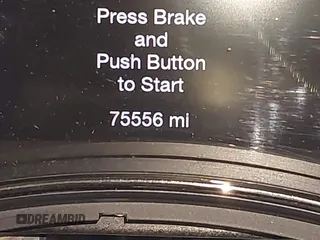 Press Brake
and
Push Button
to Start
75556 mi
DREAMBID